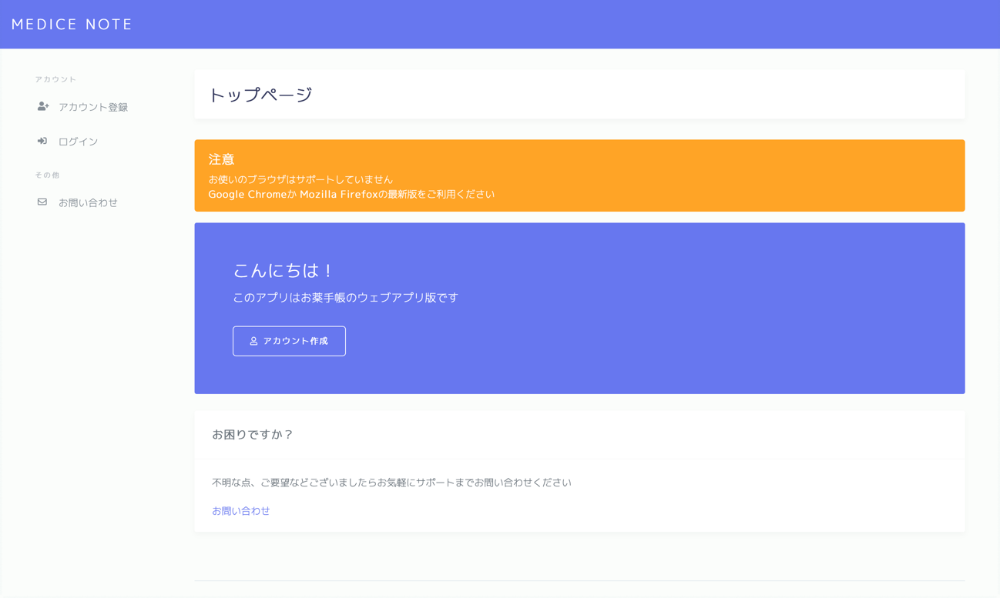 MEDICE NOTE
アカウント
アカウント登録
ログイン
その他
お問い合わせ
トップページ
注意
お使いのブラウザはサポートしていません
Google Chromeか Mozilla Firefoxの最新版をご利用ください
こんにちは！
このアプリはお薬手帳のウェブアプリ版です
アカウント作成
お困りですか？
不明な点、ご要望などございましたらお気軽にサポートまでお問い合わせください
お問い合わせ